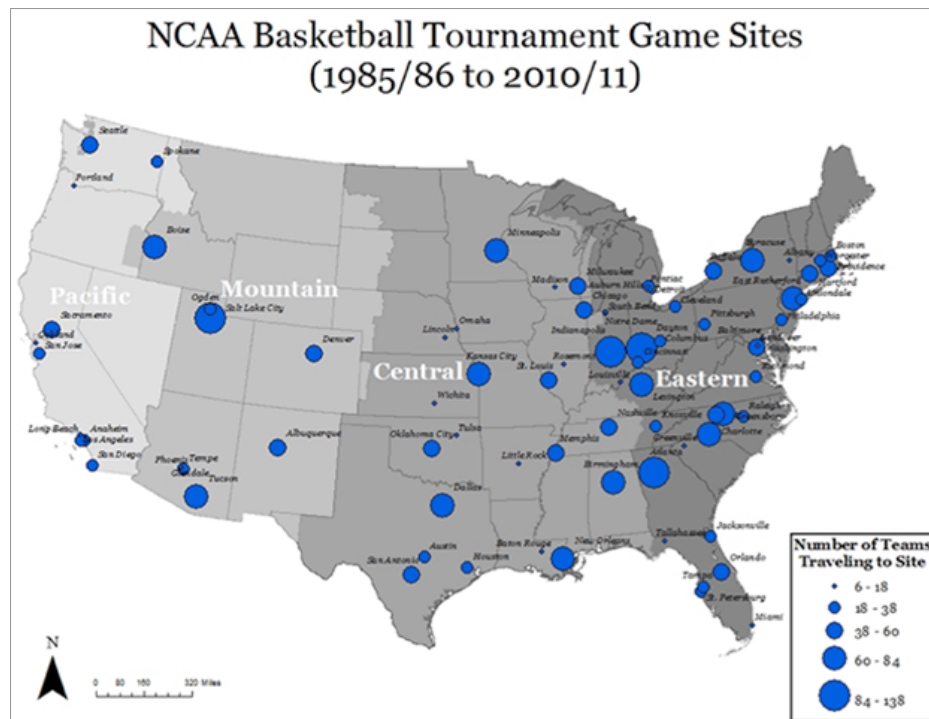 NCAA Basketball Tournament Game Sites
(1985/86 to 2010/11)
Seattle
Spokane
Portland
Boise
Minneapolis
Syracuse
Albany
Boston
Buffalo
Providence
Hartford
East Rutherford
Uniondale
Milwaukee
Madison
Auburn Hills
Pontiac
Detroit
Chicago
South Bend
Cleveland
Pacific
Mountain
Ogden
Salt Lake City
Sacramento
Oakland
San Jose
Denver
Omaha
Lincoln
Indianapolis
Notre Dame
Dayton
Columbus
Pittsburgh
Philadelphia
Baltimore
Washington
Cincinnati
Kansas City
Central
St. Louis
Rosemont
Louisville
Eastern
Richmond
Lexington
Wichita
Long Beach
Anaheim
Los Angeles
San Diego
Albuquerque
Phoenix
Tempe
Glendale
Tucson
Oklahoma City
Tulsa
Nashville
Knoxville
Raleigh
Greensboro
Charlotte
Greenville
Memphis
Little Rock
Birmingham
Atlanta
Dallas
Austin
San Antonio
Houston
Baton Rouge
New Orleans
Tallahassee
Jacksonville
Orlando
Tampa
St. Petersburg
Miami
Number of Teams
Traveling to Site
6 - 18
18 - 38
38 - 60
60 - 84
84 - 138
N
0 80 160 320 Miles